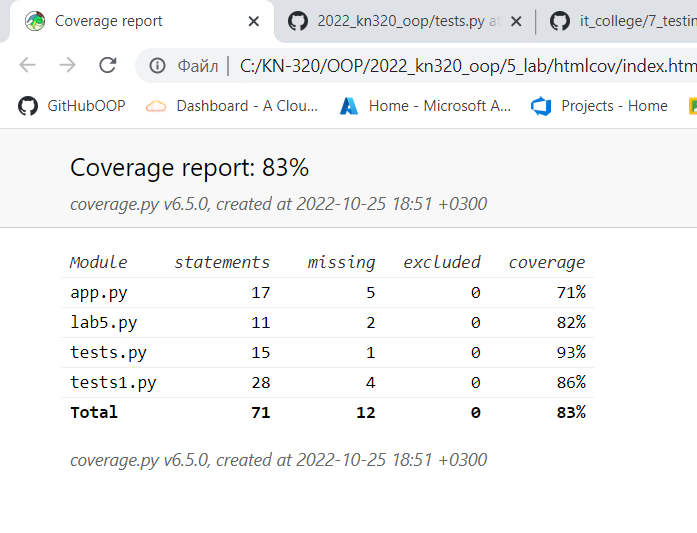 Coverage report
2022_kn320_oop/tests.py a
it_college/7_testin
Файл | C:/KN-320/OOP/2022_kn320_oop/5_lab/htmlcov/index.htm
GitHubOOP Dashboard - A Clou... Home - Microsoft A... Projects - Home
Coverage report: 83%
coverage.py v6.5.0, created at 2022-10-25 18:51 +0300
Module statements missing excluded coverage
app.py 17 5 0 71%
lab5.py 11 2 0 82%
tests.py 15 1 0 93%
tests1.py 28 4 0 86%
Total 71 12 0 83%
coverage.py v6.5.0, created at 2022-10-25 18:51 +0300